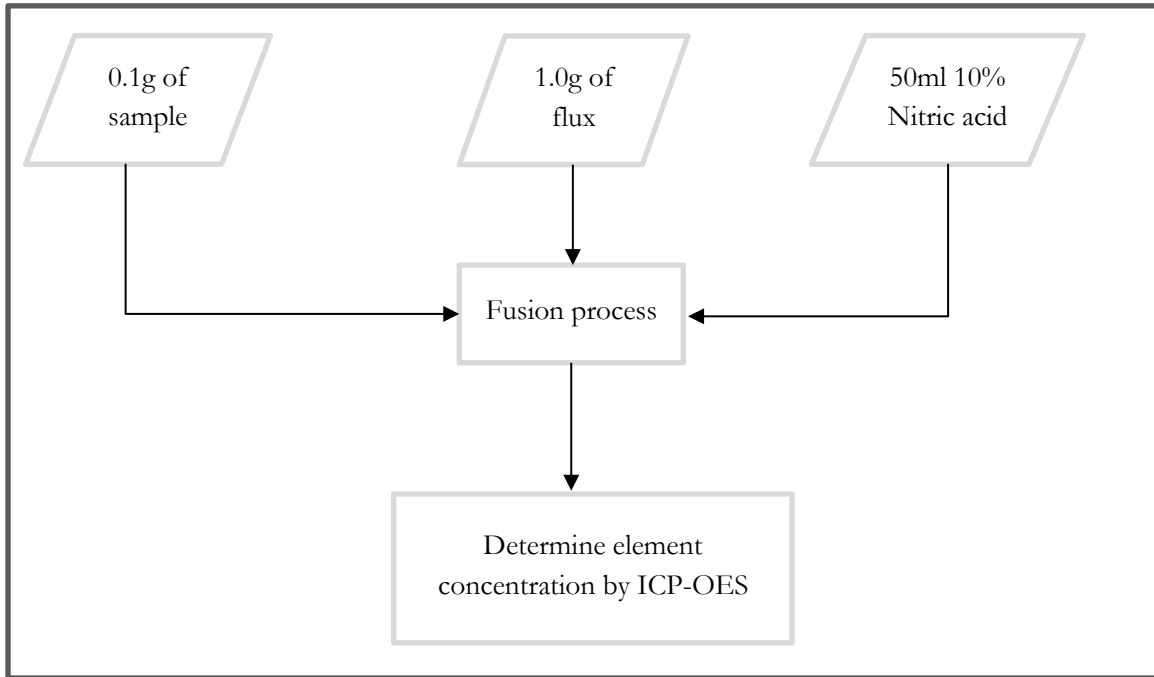 0.1g of
sample
1.0g of
flux
50ml 10%
Nitric acid
Fusion process
Determine element
concentration by ICP-OES